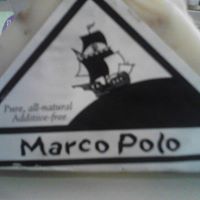 Pure, all-natural
Additive-free
Marco Polo